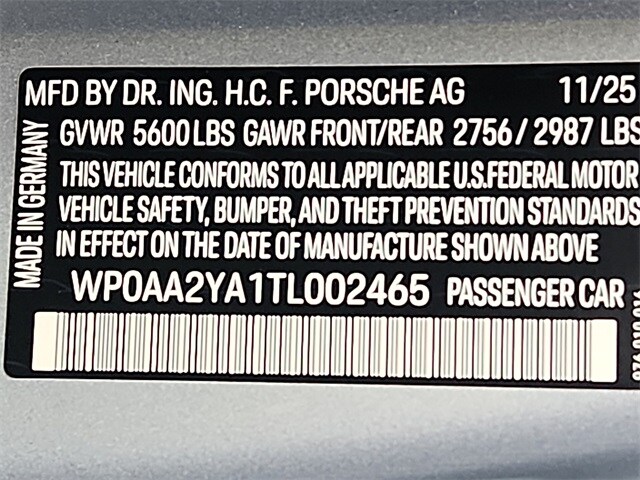 MFD BY DR. ING. H.C. F. PORSCHE AG 11/25
GVWR 5600 LBS GAWR FRONT/REAR 2756 / 2987 LBS
THIS VEHICLE CONFORMS TO ALL APPLICABLE U.S. FEDERAL MOTOR
VEHICLE SAFETY, BUMPER, AND THEFT PREVENTION STANDARDS
IN EFFECT ON THE DATE OF MANUFACTURE SHOWN ABOVE
WP0AA2YA1TL002465 PASSENGER CAR
MADE IN GERMANY